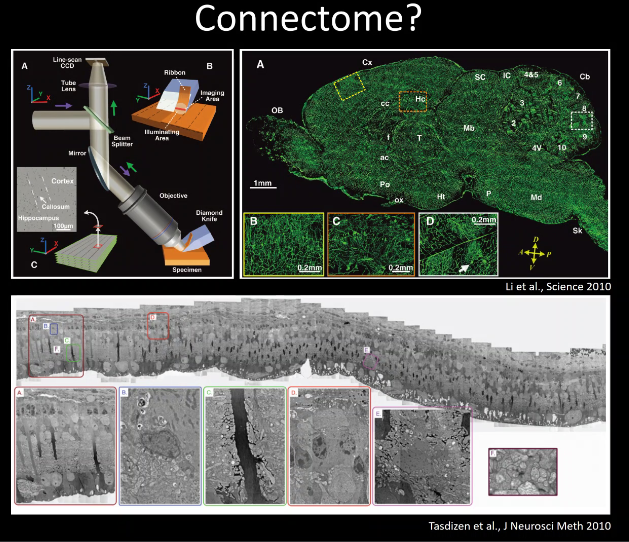 Connectome?
A
Line-scan
CCD
Tube
Lens
Z
Y
X
Beam
Splitter
Mirror
Objective
Diamond
Knife
Specimen
B
Ribbon
Imaging
Area
Illuminating
Area
Z
Y
X
Cortex
Callosum
Hippocampus
100μm
Z
Y
X
C
A
Cx
SC
IC
4&5
Cb
6
7
8
9
10
OB
cc
Hc
3
2
Mb
T
f
4V
ac
Po
ox
Ht
P
Md
Sk
1mm
B
0.2mm
C
0.2mm
D
0.2mm
D
A
P
V
Li et al., Science 2010
A
B
C
D
E
F
A
B
C
D
E
F
Tasdizen et al., J Neurosci Meth 2010